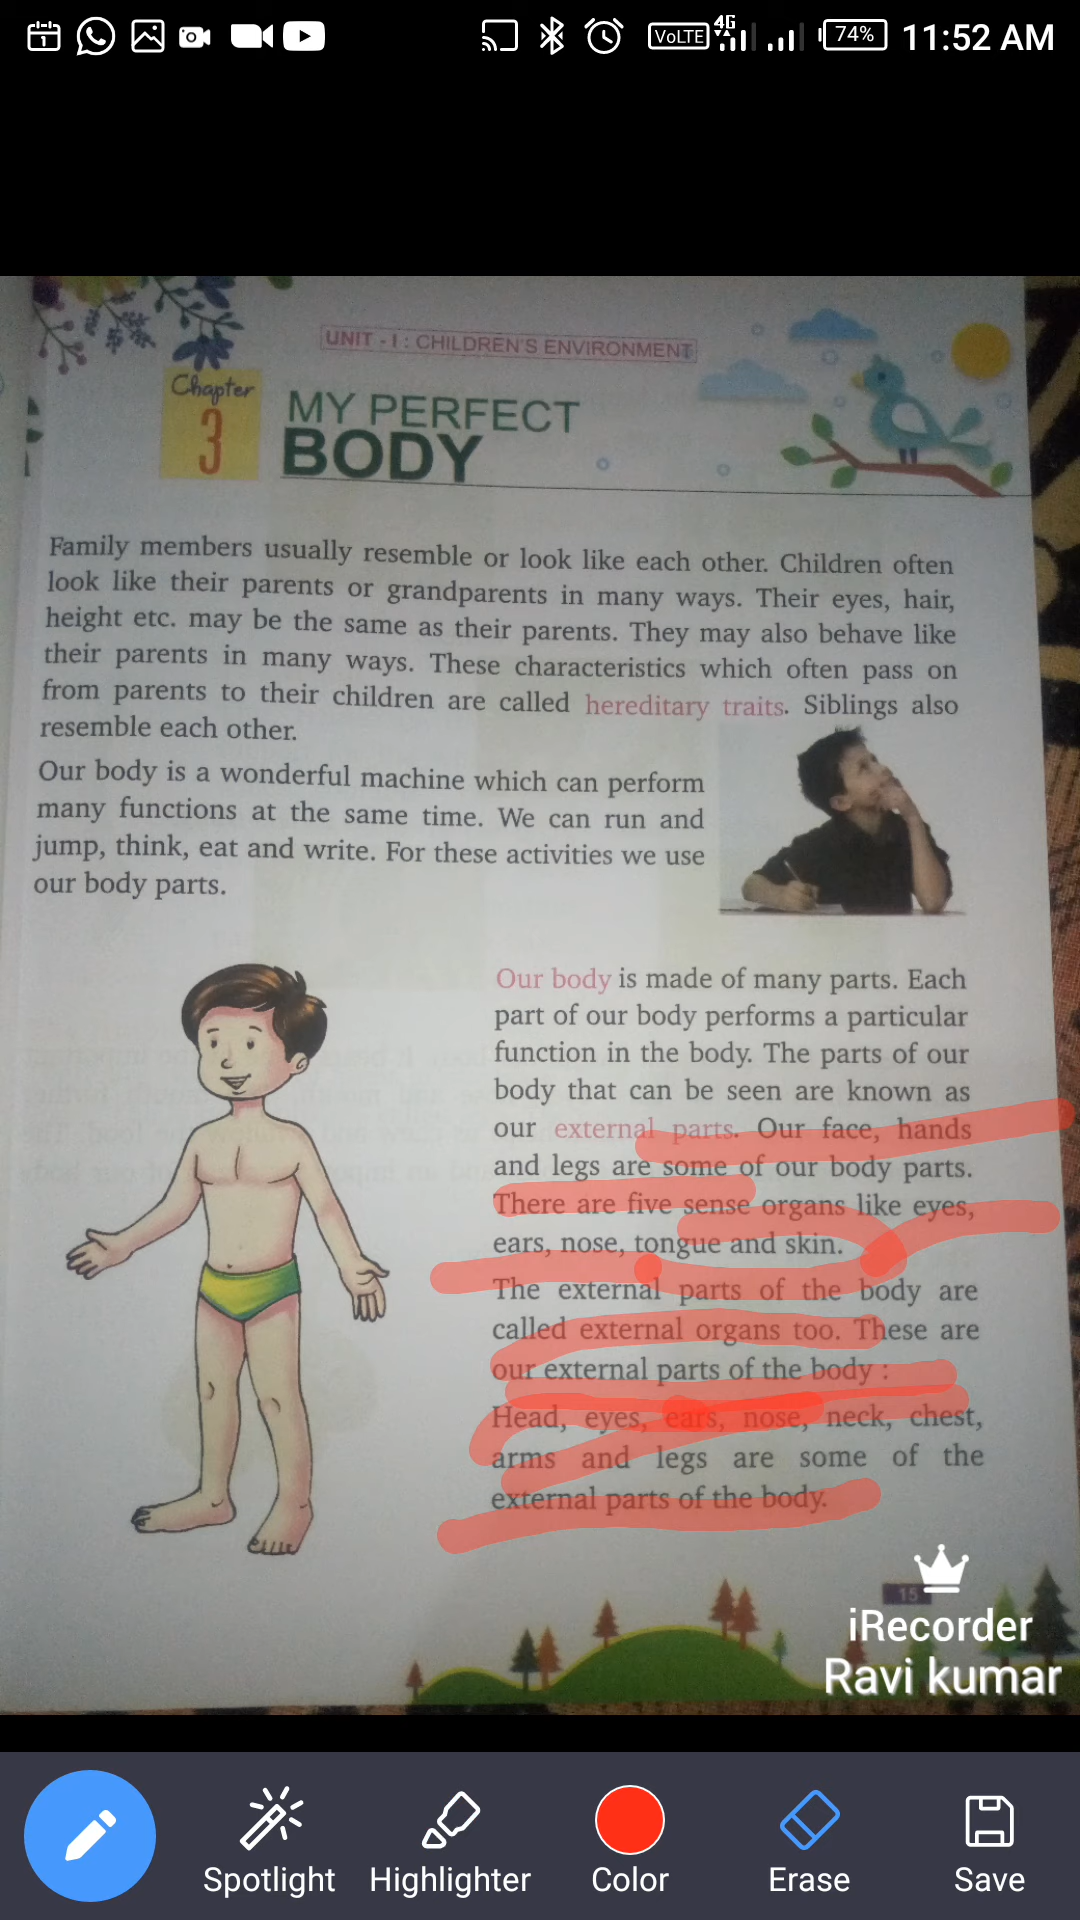 VoLTE 4G 74% 11:52 AM
UNIT - I : CHILDREN'S ENVIRONMENT
Chapter
3
MY PERFECT
BODY
Family members usually resemble or look like each other. Children often
look like their parents or grandparents in many ways. Their eyes, hair,
height etc. may be the same as their parents. They may also behave like
their parents in many ways. These characteristics which often pass on
from parents to their children are called hereditary traits. Siblings also
resemble each other.
Our body is a wonderful machine which can perform
many functions at the same time. We can run and
jump, think, eat and write. For these activities we use
our body parts.
Our body is made of many parts. Each
part of our body performs a particular
function in the body. The parts of our
body that can be seen are known as
our external parts. Our face, hands
and legs are some of our body parts.
There are five sense organs like eyes,
ears, nose, tongue and skin.
The external parts of the body are
called external organs too. These are
our external parts of the body :
Head, eyes, ears, nose, neck, chest,
arms and legs are some of the
external parts of the body.
15
iRecorder
Ravi kumar
Spotlight Highlighter Color Erase Save